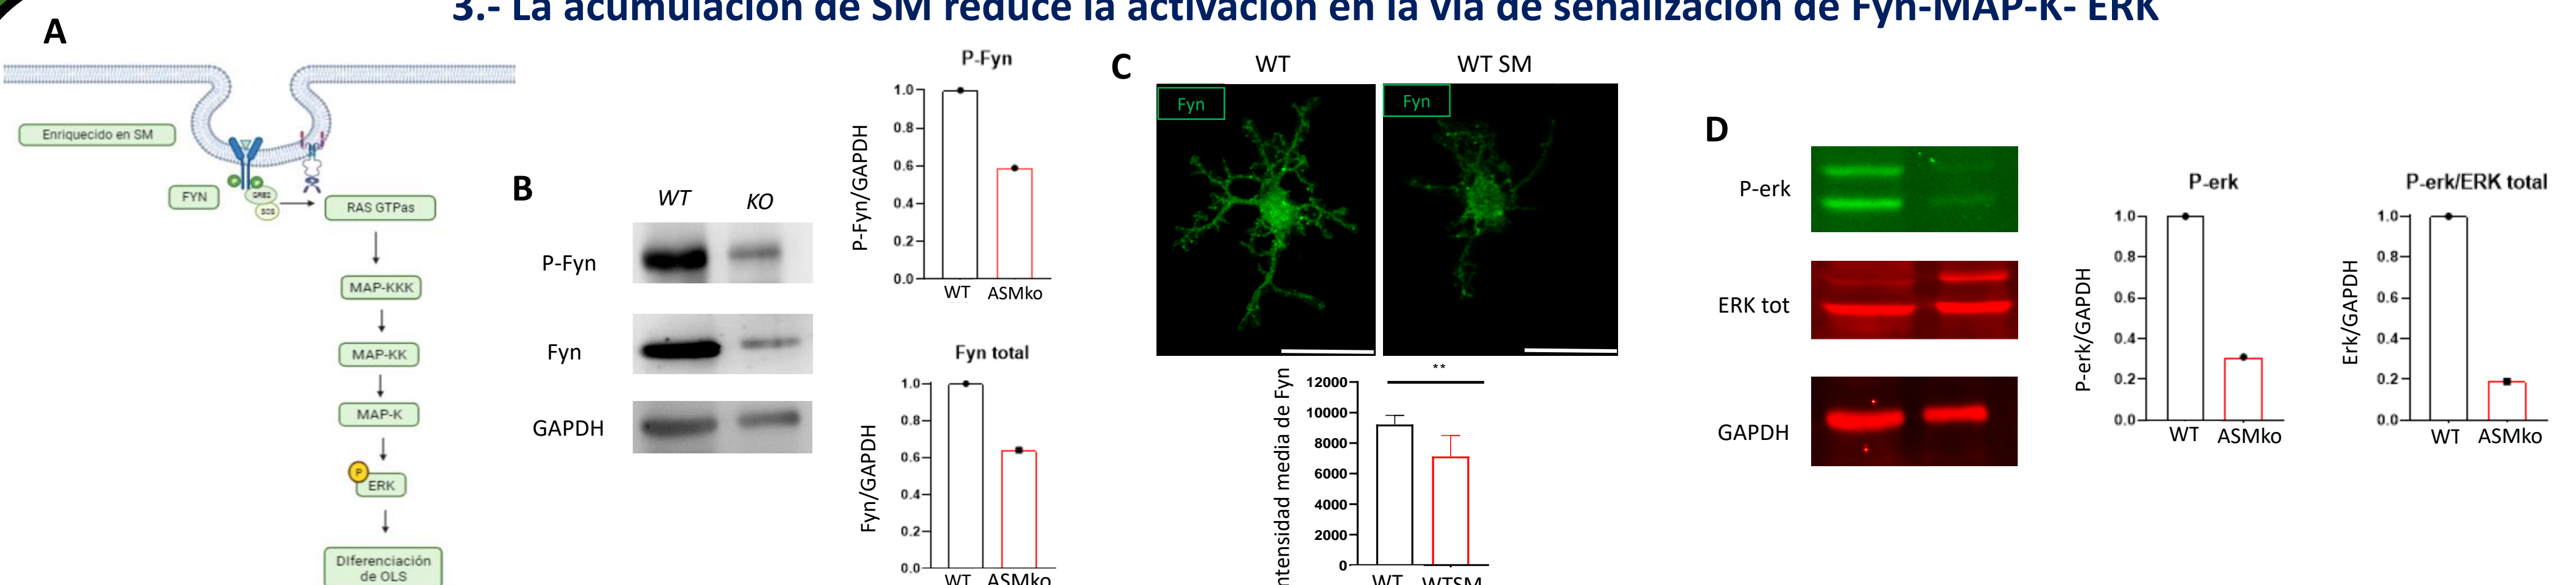 3.- La acumulación de SM reduce la activación en la vía de señalización de Fyn-MAP-K- ERK
A
Enriquecido en SM
FYN
P
P
GRB2
SOS
RAS GTPas
MAP-KKK
MAP-KK
MAP-K
P
ERK
DIferenciación
de OLS
B
WT
KO
P-Fyn
Fyn
GAPDH
P-Fyn
P-Fyn/GAPDH
1.0
0.8
0.6
0.4
0.2
0.0
WT
ASMko
Fyn total
Fyn/GAPDH
1.0
0.8
0.6
0.4
0.2
0.0
WT
ASMko
C
WT
WT SM
Fyn
Fyn
**
ntensidad media de Fyn
12000
10000
8000
6000
4000
2000
0
WT
WTSM
D
P-erk
ERK tot
GAPDH
P-erk
P-erk/GAPDH
1.0
0.8
0.6
0.4
0.2
0.0
WT
ASMko
P-erk/ERK total
Erk/GAPDH
1.0
0.8
0.6
0.4
0.2
0.0
WT
ASMko